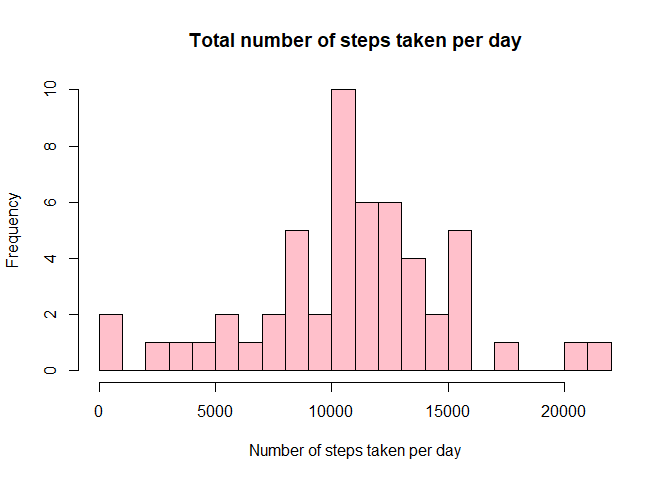 Total number of steps taken per day
Frequency
10
8
6
4
2
0
0 5000 10000 15000 20000
Number of steps taken per day